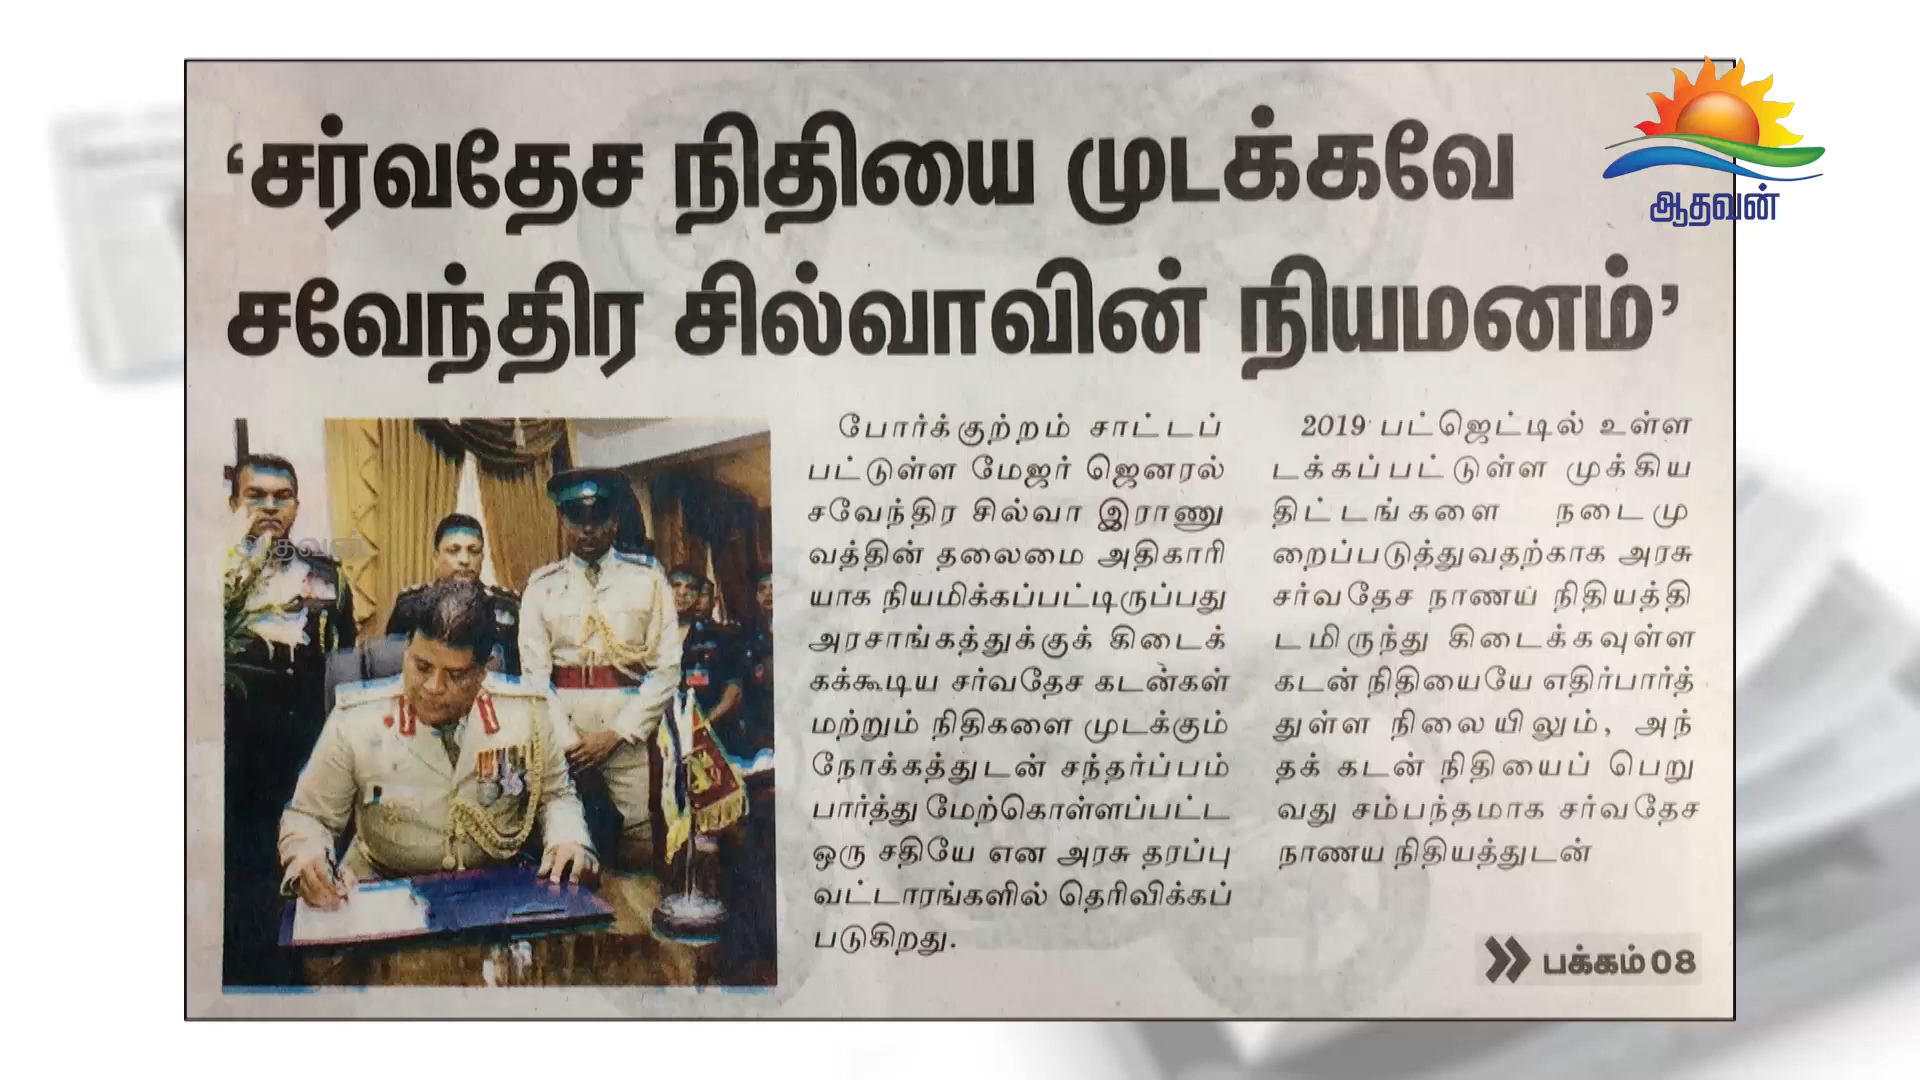 ‘சர்வதேச நிதியை முடக்கவே
சவேந்திர சில்வாவின் நியமனம்’
ஆதவன்
ஆதவன்
போர்க்குற்றம் சாட்டப்
பட்டுள்ள மேஜர் ஜெனரல்
சவேந்திர சில்வா இராணு
வத்தின் தலைமை அதிகாரி
யாக நியமிக்கப்பட்டிருப்பது
அரசாங்கத்துக்குக் கிடைக்
கக்கூடிய சர்வதேச கடன்கள்
மற்றும் நிதிகளை முடக்கும்
நோக்கத்துடன் சந்தர்ப்பம்
பார்த்து மேற்கொள்ளப்பட்ட
ஒரு சதியே என அரசு தரப்பு
வட்டாரங்களில் தெரிவிக்கப்
படுகிறது.
2019 பட்ஜெட்டில் உள்ள
டக்கப்பட்டுள்ள முக்கிய
திட்டங்களை நடைமு
றைப்படுத்துவதற்காக அரசு
சர்வதேச நாணய நிதியத்தி
டமிருந்து கிடைக்கவுள்ள
கடன் நிதியையே எதிர்பார்த்
துள்ள நிலையிலும், அந்
தக் கடன் நிதியைப் பெறு
வது சம்பந்தமாக சர்வதேச
நாணய நிதியத்துடன்
பக்கம் 08